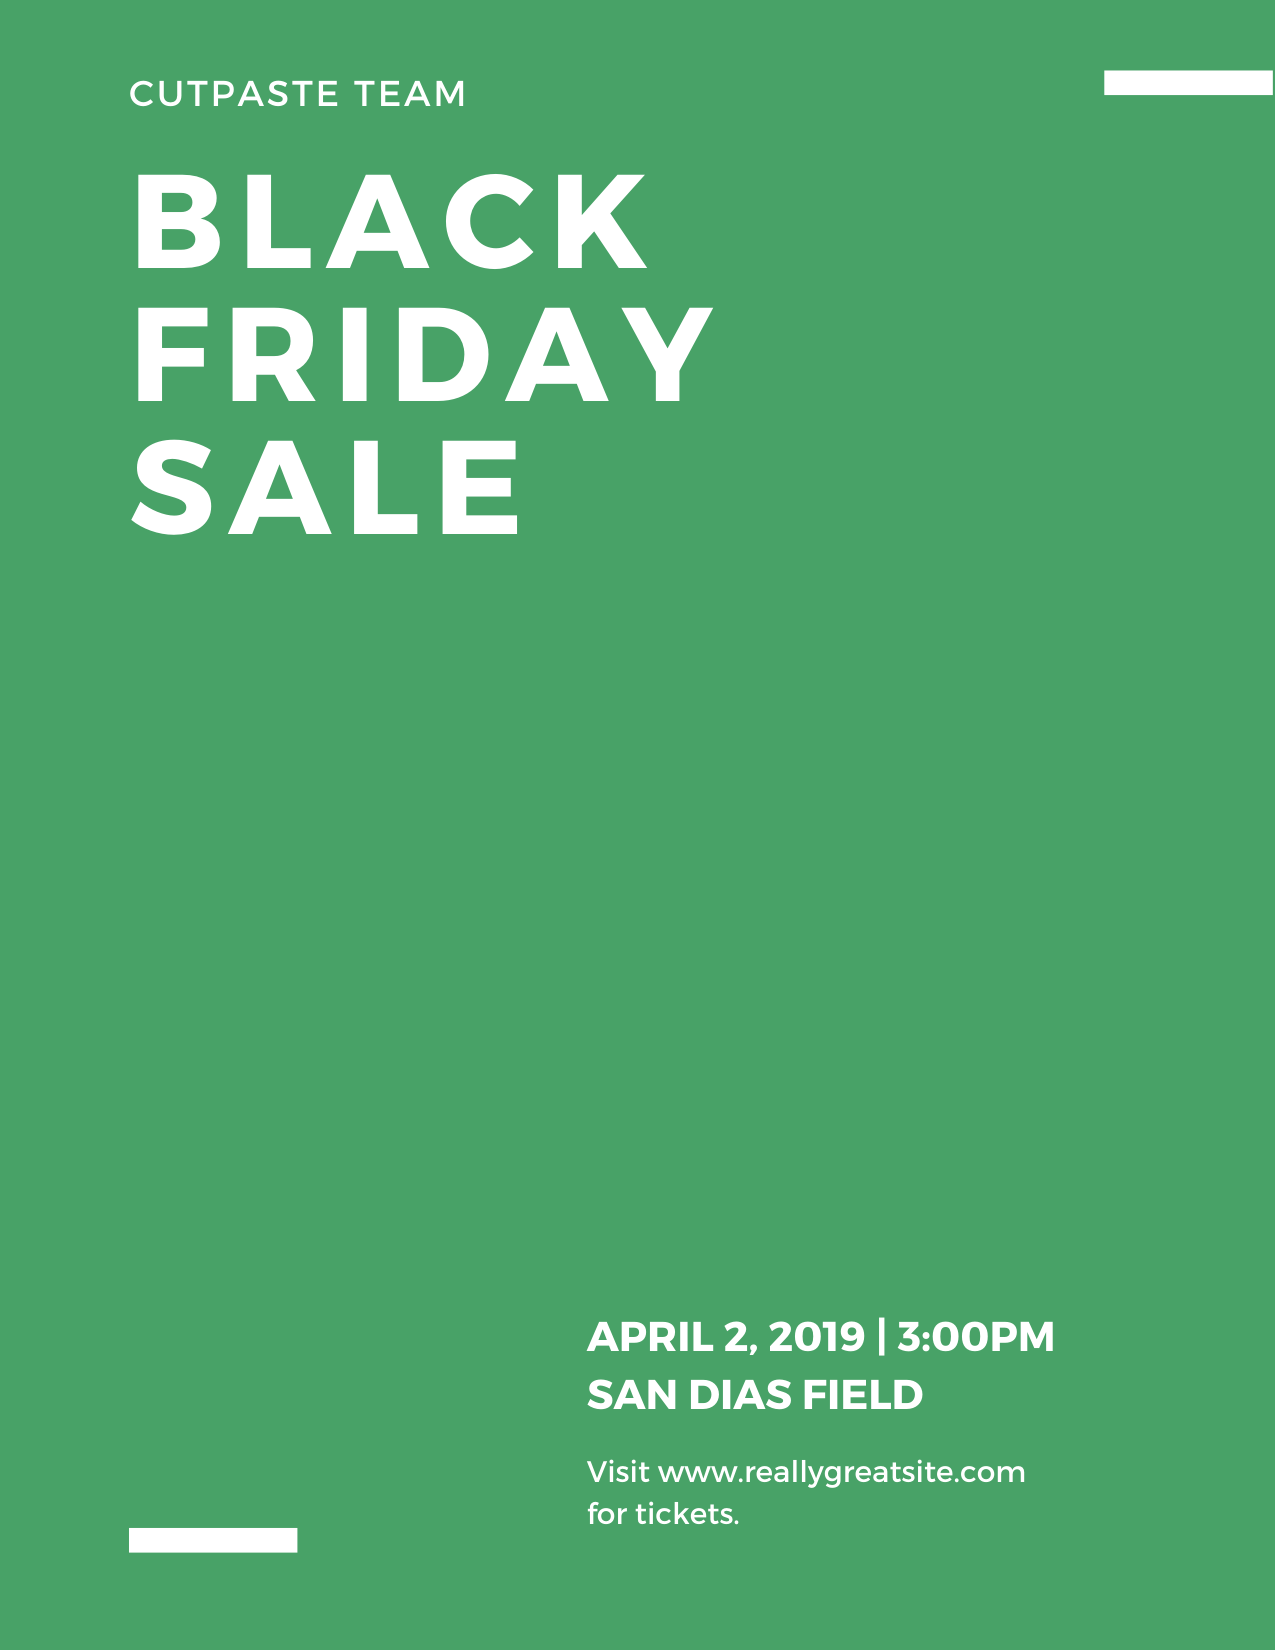 CUTPASTE TEAM
BLACK
FRIDAY
SALE
APRIL 2, 2019 | 3:00PM
SAN DIAS FIELD
Visit www.reallygreatsite.com
for tickets.